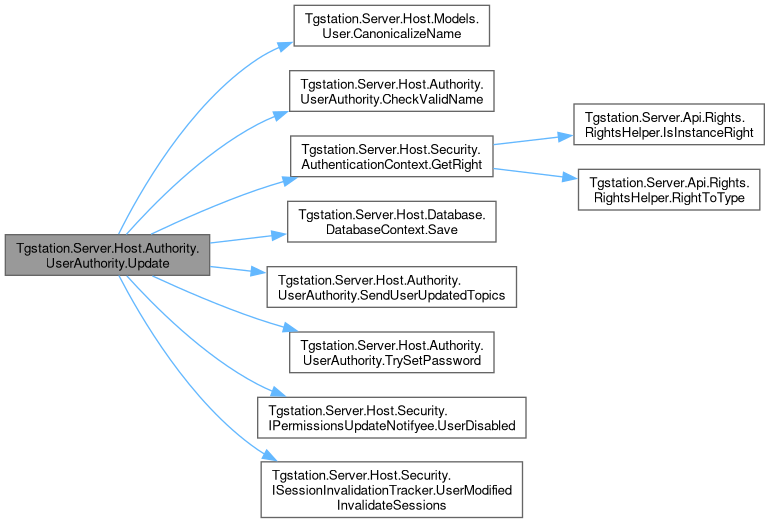 Tgstation.Server.Host.Models.
User.CanonicalizeName
Tgstation.Server.Host.Authority.
UserAuthority.CheckValidName
Tgstation.Server.Api.Rights.
RightsHelper.IsInstanceRight
Tgstation.Server.Host.Security.
AuthenticationContext.GetRight
Tgstation.Server.Api.Rights.
RightsHelper.RightToType
Tgstation.Server.Host.Database.
DatabaseContext.Save
Tgstation.Server.Host.Authority.
UserAuthority.Update
Tgstation.Server.Host.Authority.
UserAuthority.SendUserUpdatedTopics
Tgstation.Server.Host.Authority.
UserAuthority.TrySetPassword
Tgstation.Server.Host.Security.
IPermissionsUpdateNotifyee.UserDisabled
Tgstation.Server.Host.Security.
ISessionInvalidationTracker.UserModified
InvalidateSessions